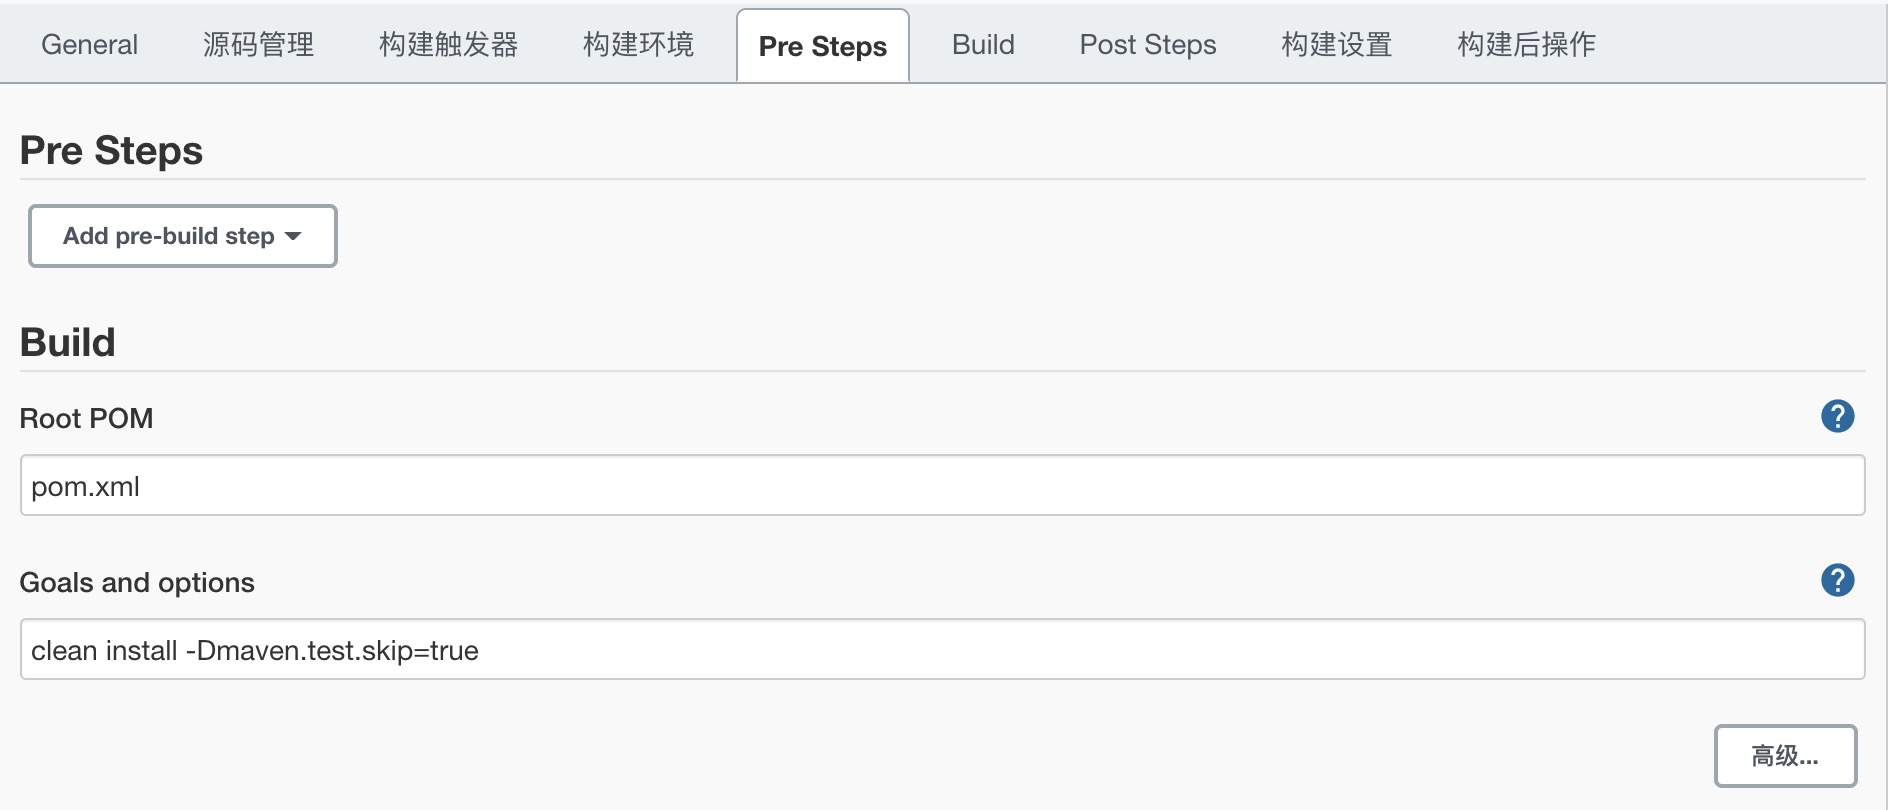 General 源码管理 构建触发器 构建环境 Pre Steps Build Post Steps 构建设置 构建后操作
Pre Steps
Add pre-build step
Build
Root POM ?
pom.xml
Goals and options ?
clean install -Dmaven.test.skip=true
高级...